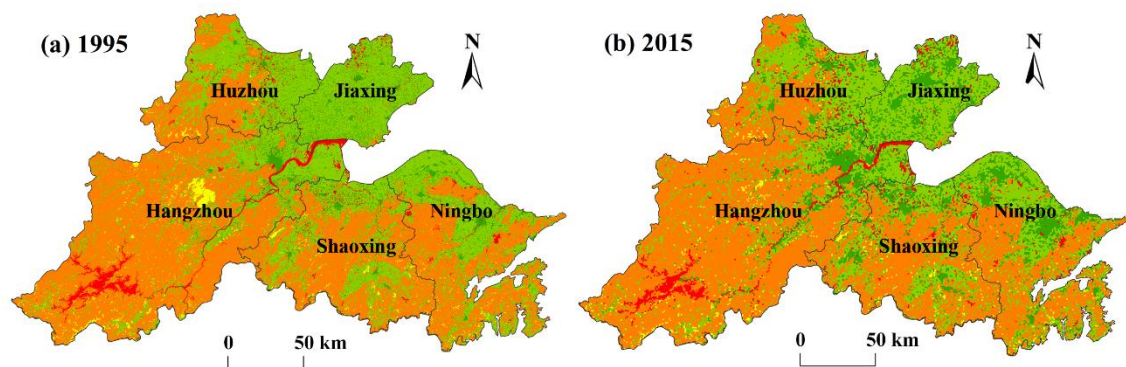 (a) 1995
N
Huzhou
Jiaxing
Hangzhou
Ningbo
Shaoxing
0 50 km
(b) 2015
N
Huzhou
Jiaxing
Hangzhou
Ningbo
Shaoxing
0 50 km